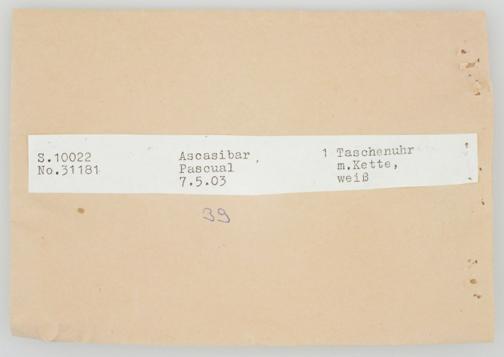 S.10022 Ascasibar, 1 Taschenuhr
No.31181 Pascual m.Kette,
7.5.03 weiß
39